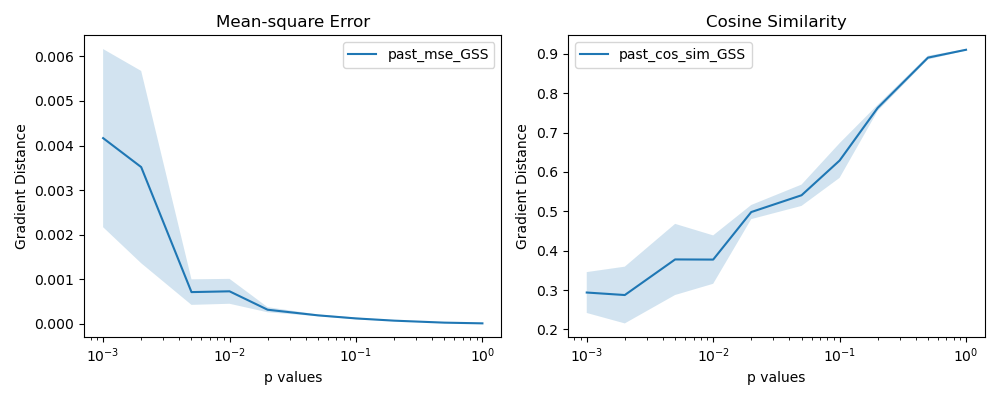 Mean-square Error
past_mse_GSS
Gradient Distance
0.006
0.005
0.004
0.003
0.002
0.001
0.000
10⁻³ 10⁻² 10⁻¹ 10⁰
p values
Cosine Similarity
past_cos_sim_GSS
Gradient Distance
0.9
0.8
0.7
0.6
0.5
0.4
0.3
0.2
10⁻³ 10⁻² 10⁻¹ 10⁰
p values